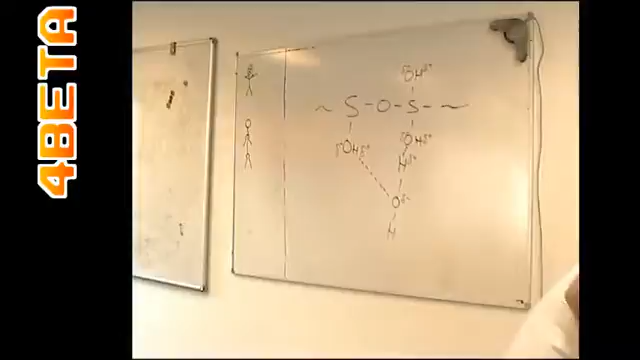 4BETA
OH δ+
~ S - O - S - ~
δ- OH δ+ OH δ+
H δ+
O δ-
H